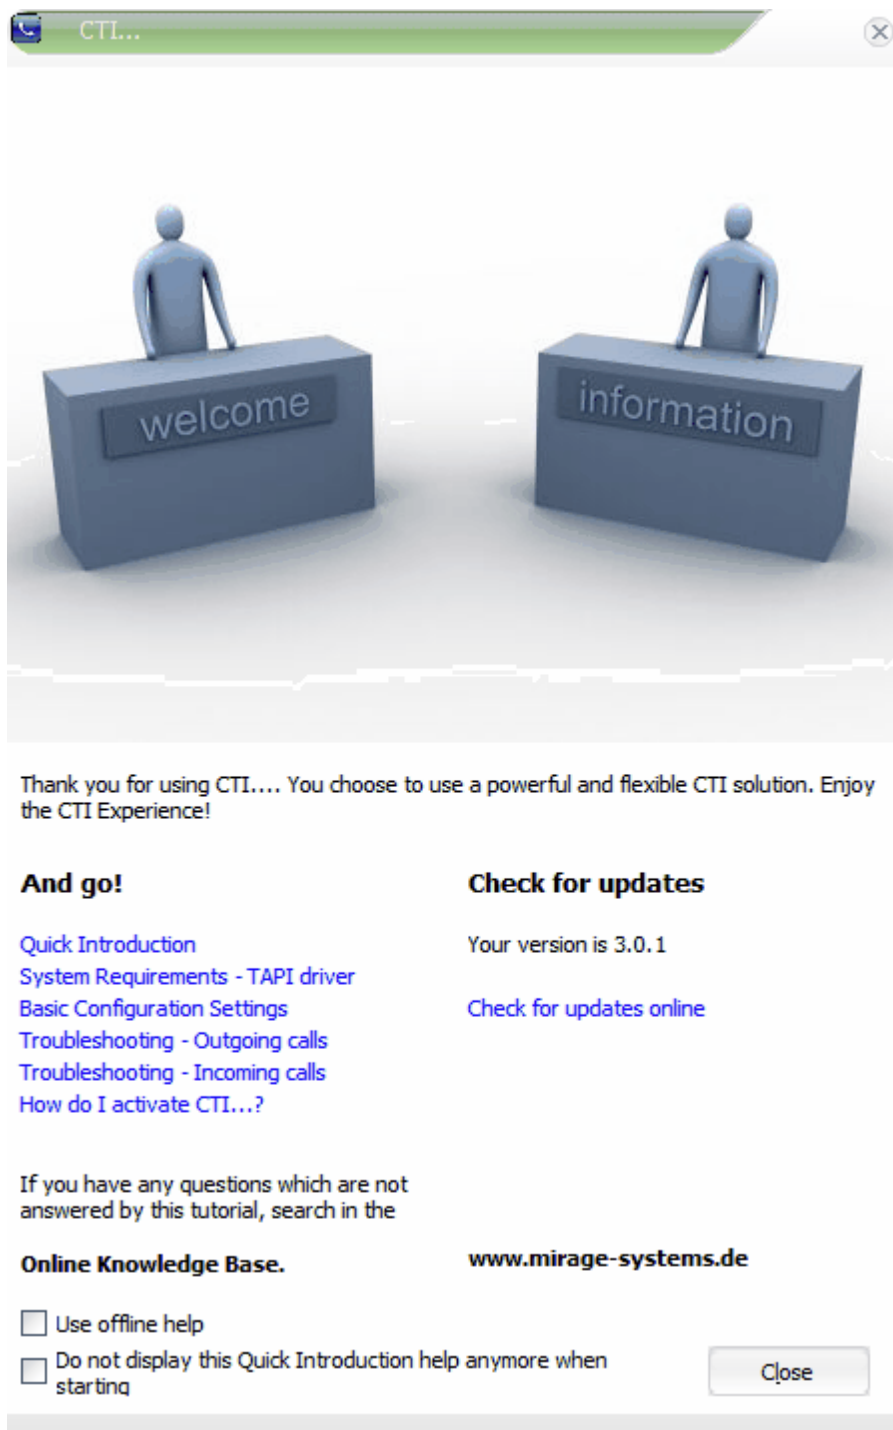 CTI...
welcome
information
Thank you for using CTI.... You choose to use a powerful and flexible CTI solution. Enjoy
the CTI Experience!
And go!
Quick Introduction
System Requirements - TAPI driver
Basic Configuration Settings
Troubleshooting - Outgoing calls
Troubleshooting - Incoming calls
How do I activate CTI...?
Check for updates
Your version is 3.0.1
Check for updates online
If you have any questions which are not
answered by this tutorial, search in the
Online Knowledge Base.
www.mirage-systems.de
Use offline help
Do not display this Quick Introduction help anymore when
starting
Close